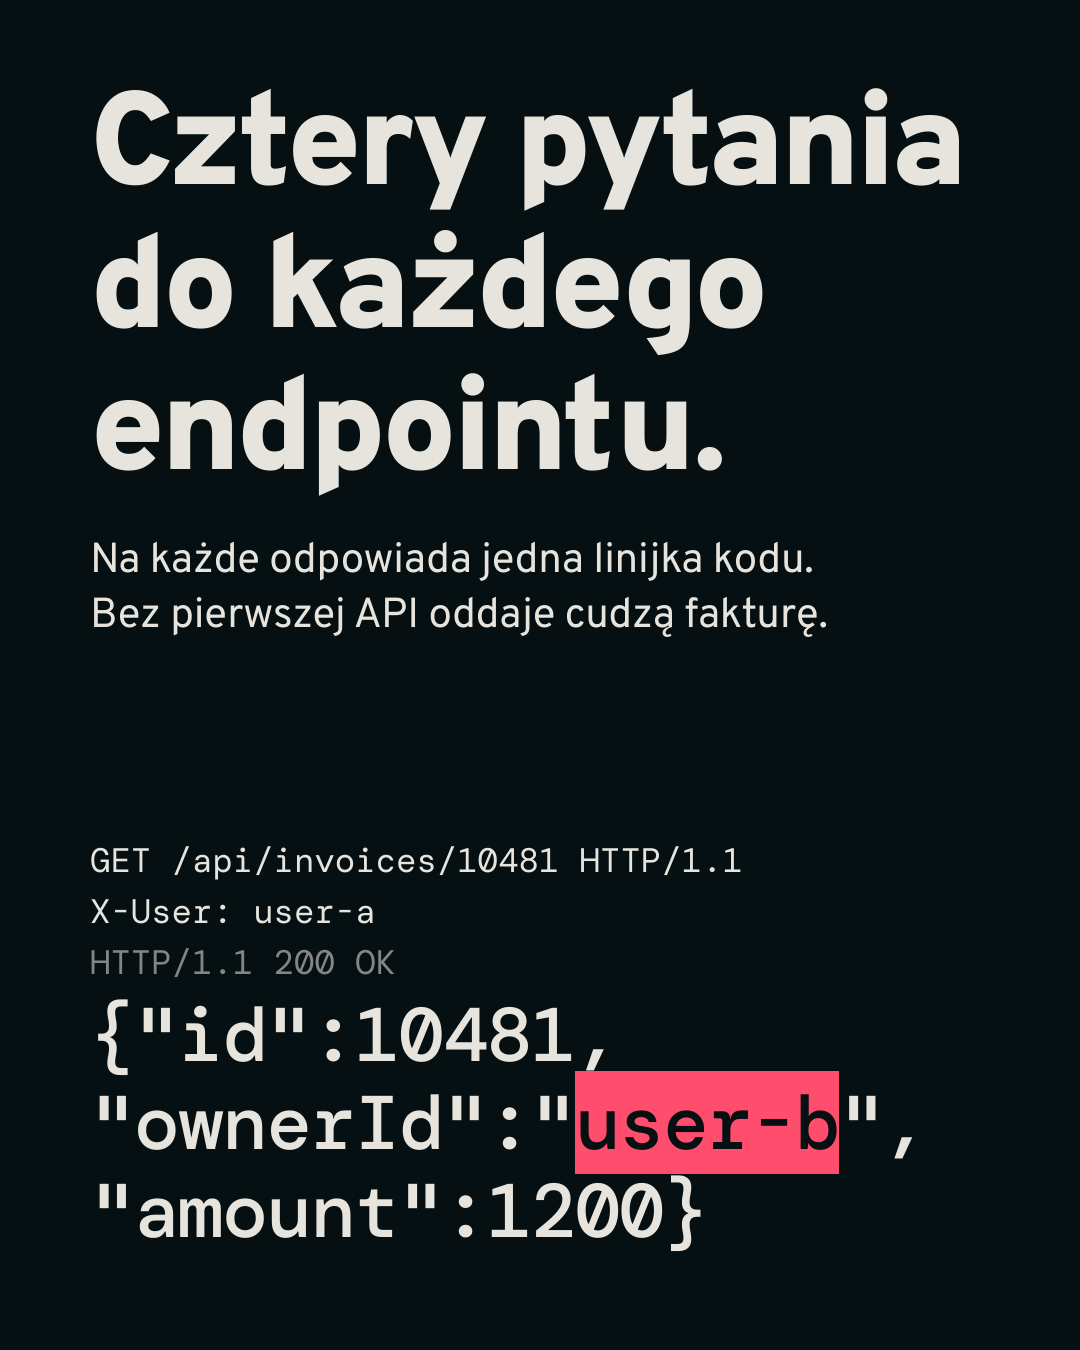 Cztery pytania
do każdego
endpointu.
Na każde odpowiada jedna linijka kodu.
Bez pierwszej API oddaje cudzą fakturę.
GET /api/invoices/10481 HTTP/1.1
X-User: user-a
HTTP/1.1 200 OK
{"id":10481,
"ownerId":"user-b",
"amount":1200}